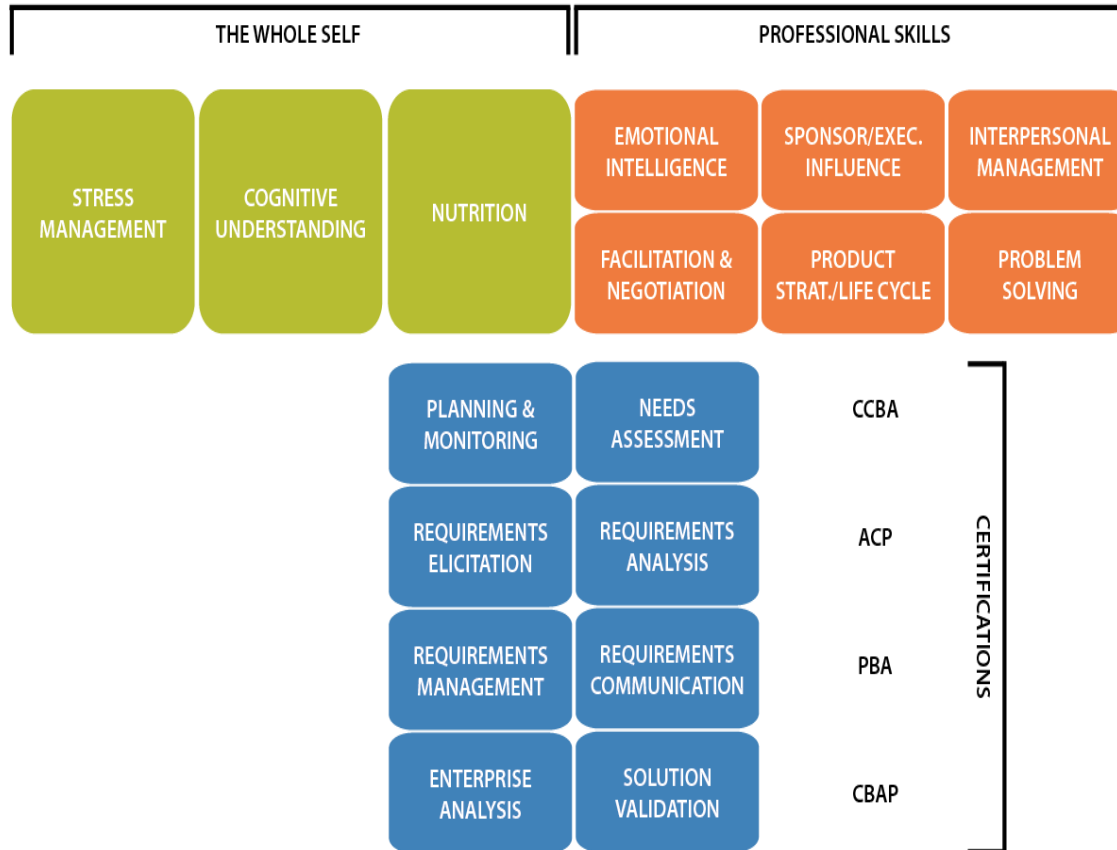 THE WHOLE SELF
PROFESSIONAL SKILLS
STRESS
MANAGEMENT
COGNITIVE
UNDERSTANDING
NUTRITION
EMOTIONAL
INTELLIGENCE
SPONSOR/EXEC.
INFLUENCE
INTERPERSONAL
MANAGEMENT
FACILITATION &
NEGOTIATION
PRODUCT
STRAT./LIFE CYCLE
PROBLEM
SOLVING
PLANNING &
MONITORING
NEEDS
ASSESSMENT
CCBA
REQUIREMENTS
ELICITATION
REQUIREMENTS
ANALYSIS
ACP
REQUIREMENTS
MANAGEMENT
REQUIREMENTS
COMMUNICATION
PBA
ENTERPRISE
ANALYSIS
SOLUTION
VALIDATION
CBAP
CERTIFICATIONS